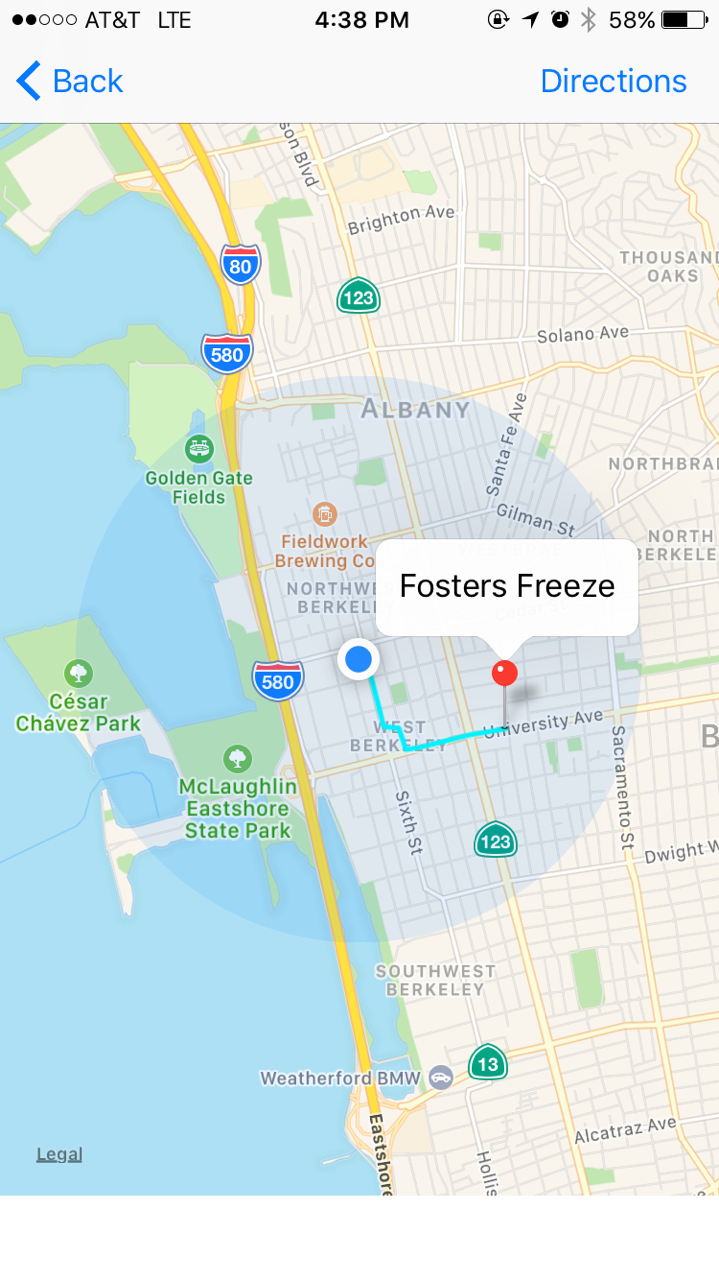 AT&T LTE 4:38 PM 58%
Back Directions
son Blvd
Brighton Ave
80
123
THOUSAND
OAKS
Solano Ave
580
ALBANY
Santa Fe Ave
Golden Gate
Fields
NORTHBRA
Gilman St
Fieldwork
Brewing Co
NORTH
BERKELE
Fosters Freeze
NORTHWE
BERKEL
Cedar St
580
César
Chávez Park
University Ave
WEST
BERKELEY
B
Sacramento St
McLaughlin
Eastshore
State Park
Sixth St
123
Dwight W
SOUTHWEST
BERKELEY
13
Weatherford BMW
Alcatraz Ave
Eastshore
Hollis
Legal